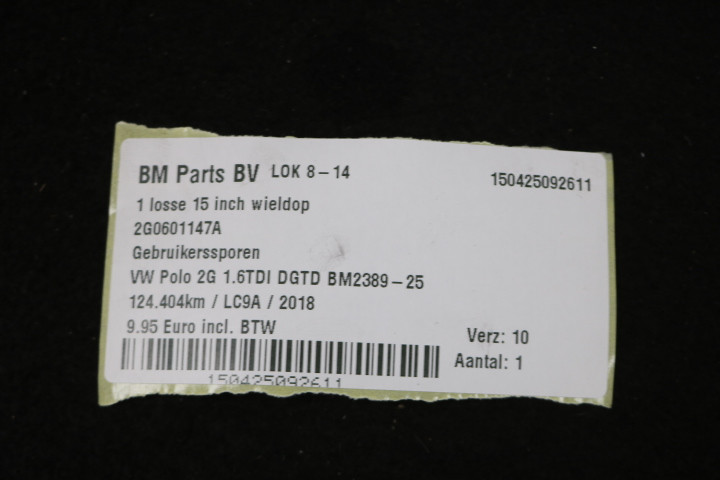 BM Parts BV LOK 8-14 150425092611
1 losse 15 inch wieldop
2G0601147A
Gebruikerssporen
VW Polo 2G 1.6TDI DGTD BM2389-25
124.404km / LC9A / 2018
9.95 Euro incl. BTW
Verz: 10
Aantal: 1
150425092611